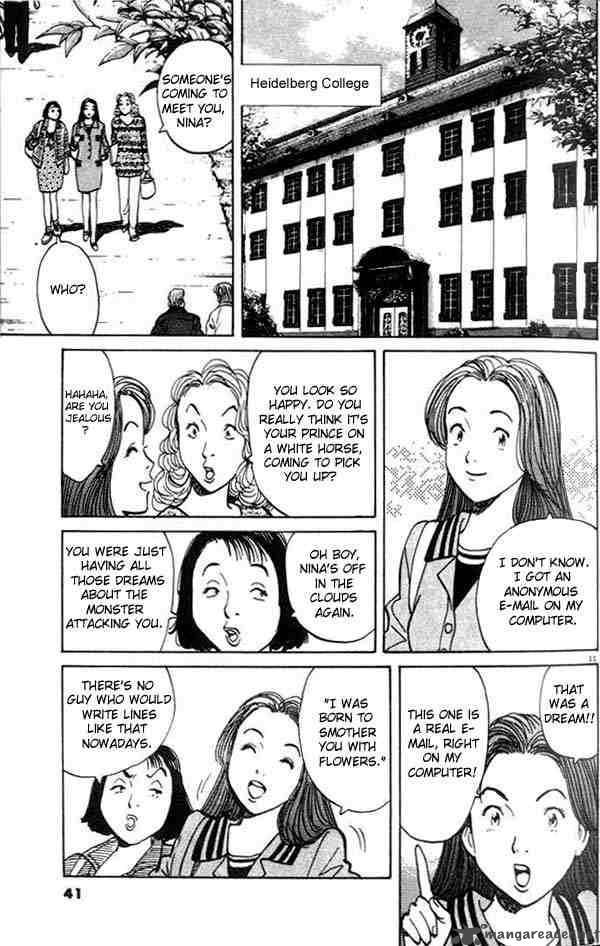 Heidelberg College
SOMEONE'S
COMING TO
MEET YOU,
NINA?
WHO?
I DON'T KNOW.
I GOT AN
ANONYMOUS
E-MAIL ON MY
COMPUTER.
YOU LOOK SO
HAPPY. DO YOU
REALLY THINK IT'S
YOUR PRINCE ON
A WHITE HORSE,
COMING TO PICK
YOU UP?
HAHAHA,
ARE YOU
JEALOUS
?
OH BOY,
NINA'S OFF
IN THE
CLOUDS
AGAIN.
YOU WERE JUST
HAVING ALL
THOSE DREAMS
ABOUT THE
MONSTER
ATTACKING YOU.
THAT
WAS A
DREAM!!
THIS ONE IS
A REAL E-
MAIL, RIGHT
ON MY
COMPUTER!
"I WAS
BORN TO
SMOTHER
YOU WITH
FLOWERS."
THERE'S NO
GUY WHO WOULD
WRITE LINES
LIKE THAT
NOWADAYS.
41